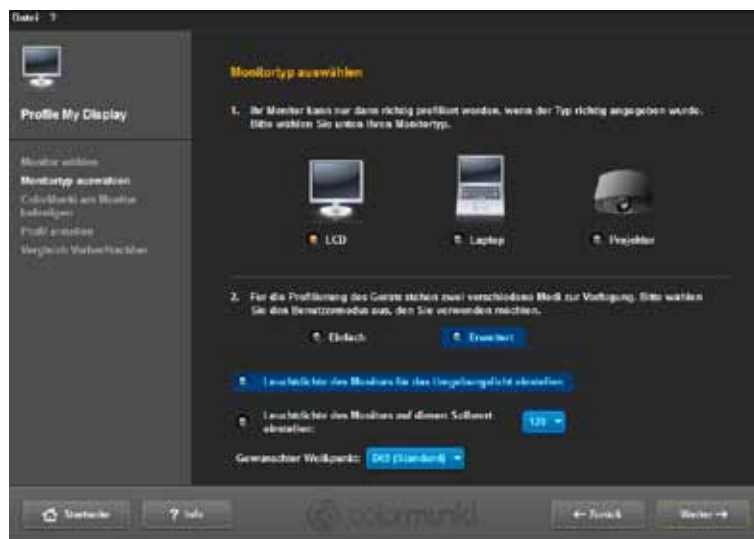 Datei ?
Profile My Display
Monitor wählen
Monitortyp auswählen
ColorMunki am Monitor
befestigen
Profil erstellen
Vergleich Vorher/Nachher
Monitortyp auswählen
1. Ihr Monitor kann nur dann richtig profiliert werden, wenn der Typ richtig angegeben wurde.
Bitte wählen Sie unten Ihren Monitortyp.
LCD
Laptop
Projektor
2. Für die Profilierung des Geräts stehen zwei verschiedene Modi zur Verfügung. Bitte wählen
Sie den Benutzermodus aus, den Sie verwenden möchten.
Einfach
Erweitert
Leuchtdichte des Monitors für das Umgebungslicht einstellen
Leuchtdichte des Monitors auf diesen Sollwert
einstellen:
120
Gewünschter Weißpunkt:
D65 (Standard)
Startseite
? Info
colormunki
← Zurück
Weiter →